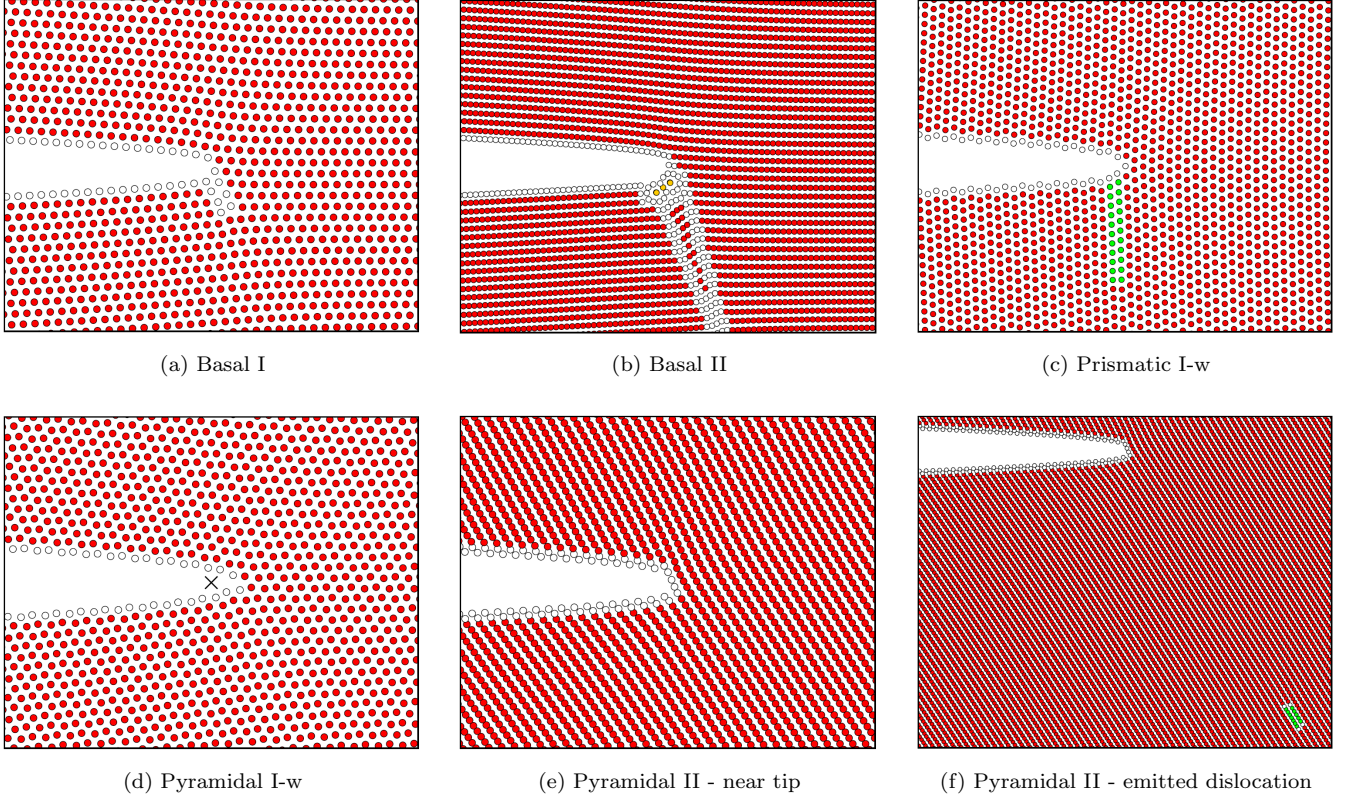 (a) Basal I
(b) Basal II
(c) Prismatic I-w
(d) Pyramidal I-w
(e) Pyramidal II - near tip
(f) Pyramidal II - emitted dislocation